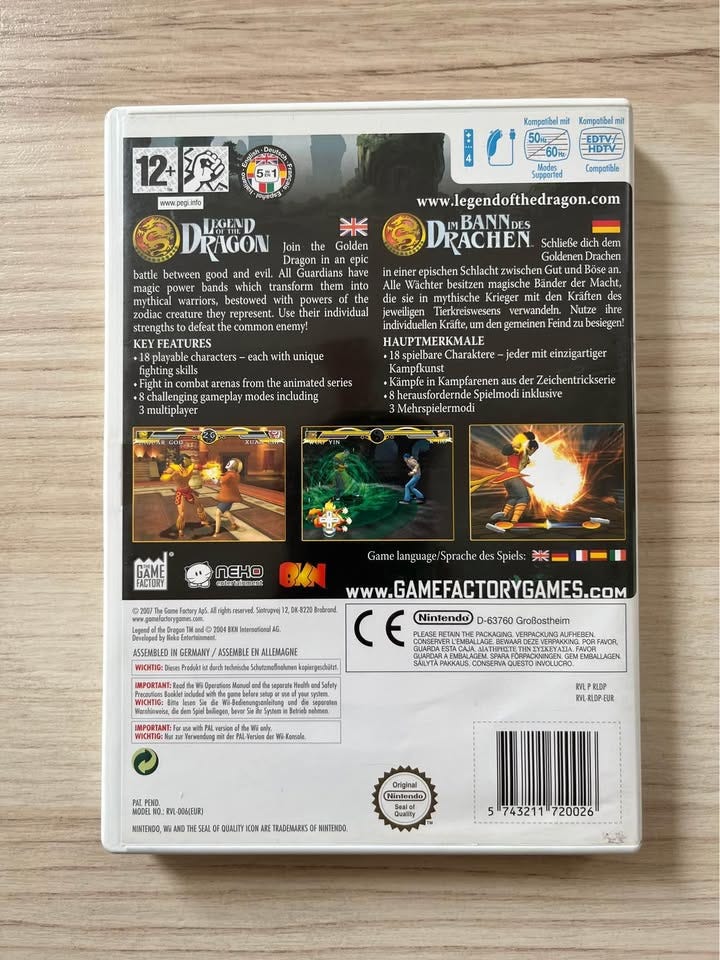 12+
www.pegi.info
English · Deutsch · Français · Español · Italiano
5 in 1
4
Kompatibel mit
50Hz
60Hz
Modes
Supported
Kompatibel mit
EDTV/
HDTV
Compatible
www.legendofthedragon.com
LEGEND
OF THE
DRAGON
Join the Golden
Dragon in an epic
battle between good and evil. All Guardians have
magic power bands which transform them into
mythical warriors, bestowed with powers of the
zodiac creature they represent. Use their individual
strengths to defeat the common enemy!
KEY FEATURES
• 18 playable characters – each with unique
fighting skills
• Fight in combat arenas from the animated series
• 8 challenging gameplay modes including
3 multiplayer
IM BANN DES
DRACHEN
Schließe dich dem
Goldenen Drachen
in einer epischen Schlacht zwischen Gut und Böse an.
Alle Wächter besitzen magische Bänder der Macht,
die sie in mythische Krieger mit den Kräften des
jeweiligen Tierkreiswesens verwandeln. Nutze ihre
individuellen Kräfte, um den gemeinen Feind zu besiegen!
HAUPTMERKMALE
• 18 spielbare Charaktere – jeder mit einzigartiger
Kampfkunst
• Kämpfe in Kampfarenen aus der Zeichentrickserie
• 8 herausfordernde Spielmodi inklusive
3 Mehrspielermodi
Game language/Sprache des Spiels:
THE
GAME
FACTORY
NEKO
entertainment
BKN
www.GAMEFACTORYGAMES.COM
© 2007 The Game Factory ApS. All rights reserved. Sintrupvej 12, DK-8220 Brabrand.
www.gamefactorygames.com.
Legend of the Dragon TM and © 2004 BKN International AG.
Developed by Neko Entertainment.
ASSEMBLED IN GERMANY / ASSEMBLE EN ALLEMAGNE
WICHTIG: Dieses Produkt ist durch technische Schutzmaßnahmen kopiergeschützt.
IMPORTANT: Read the Wii Operations Manual and the separate Health and Safety
Precautions Booklet included with the game before setup or use of your system.
WICHTIG: Bitte lesen Sie die Wii-Bedienungsanleitung und die separaten
Warnhinweise, die dem Spiel beiliegen, bevor Sie Ihr System in Betrieb nehmen.
IMPORTANT: For use with PAL version of the Wii only.
WICHTIG: Nur zur Verwendung mit der PAL-Version der Wii-Konsole.
CE
Nintendo
D-63760 Großostheim
PLEASE RETAIN THE PACKAGING. VERPACKUNG AUFHEBEN.
CONSERVER L'EMBALLAGE. BEWAAR DEZE VERPAKKING. POR FAVOR,
GUARDA ESTA CAJA. ΔΙΑΤΗΡΗΣΤΕ ΤΗΝ ΣΥΣΚΕΥΑΣΙΑ. FAVOR
GUARDAR A EMBALAGEM. SPARA FÖRPACKNINGEN. GEM EMBALLAGEN.
SÄILYTÄ PAKKAUS. CONSERVA QUESTO INVOLUCRO.
RVL P RLDP
RVL-RLDP-EUR
PAT. PEND.
MODEL NO.: RVL-006(EUR)
NINTENDO, Wii AND THE SEAL OF QUALITY ICON ARE TRADEMARKS OF NINTENDO.
Original
Nintendo
Seal of
Quality
TM
5 743211 720026